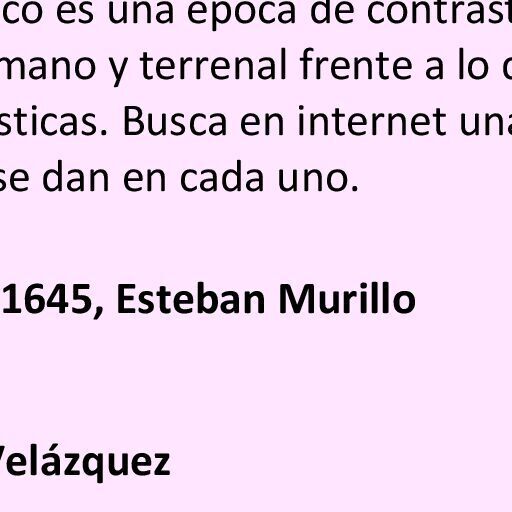 co es una época de contrast
mano y terrenal frente a lo d
sticas. Busca en internet una
se dan en cada uno.
1645, Esteban Murillo
Velázquez